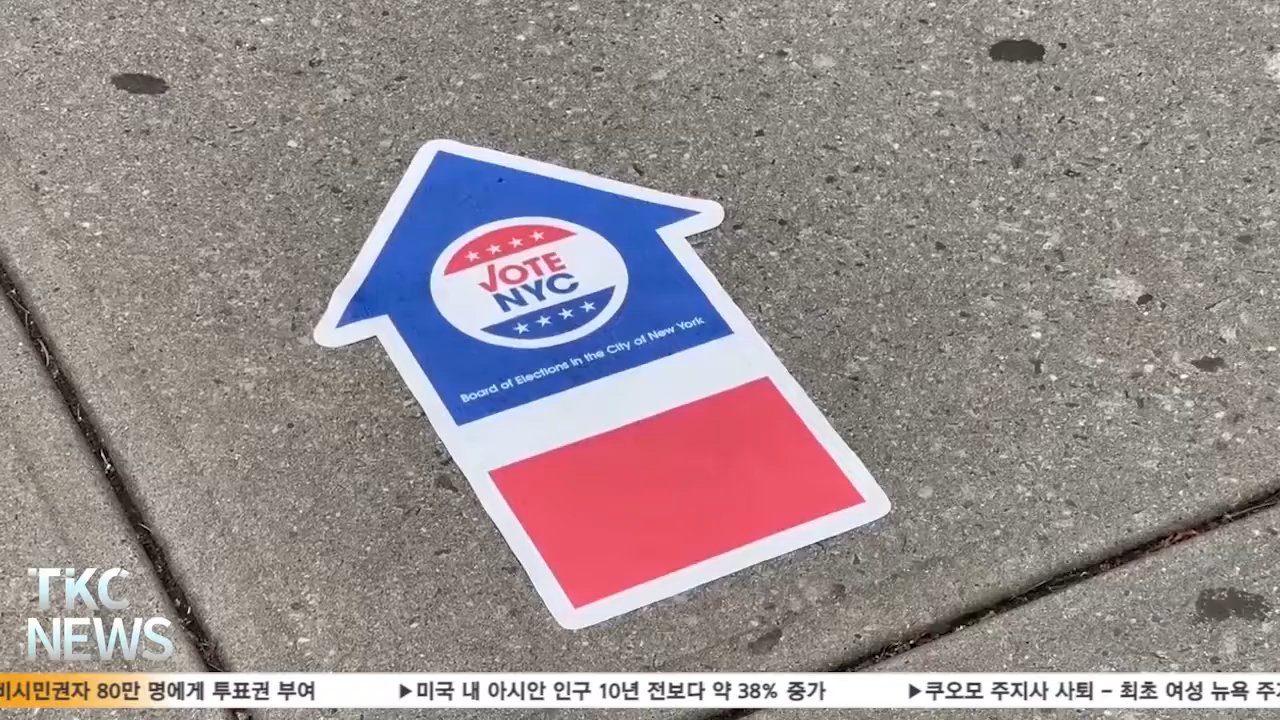 VOTE
NYC
Board of Elections in the City of New York
TKC
NEWS
비시민권자 80만 명에게 투표권 부여 ▶미국 내 아시안 인구 10년 전보다 약 38% 증가 ▶쿠오모 주지사 사퇴 – 최초 여성 뉴욕